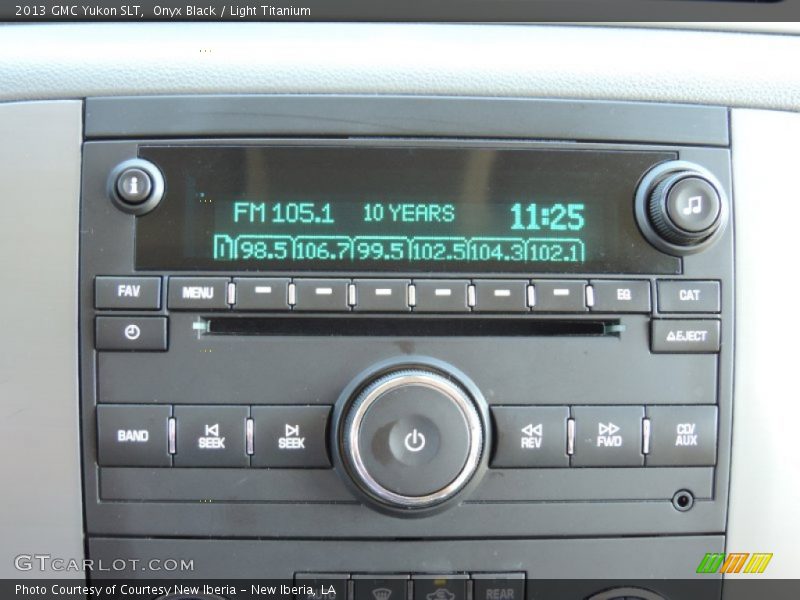 2013 GMC Yukon SLT, Onyx Black / Light Titanium
FM 105.1 10 YEARS 11:25
98.5 106.7 99.5 102.5 104.3 102.1
FAV MENU EQ CAT
EJECT
BAND SEEK SEEK REV FWD CD/
AUX
GTCARLOT.COM
AUTO REAR
Photo Courtesy of Courtesy New Iberia - New Iberia, LA